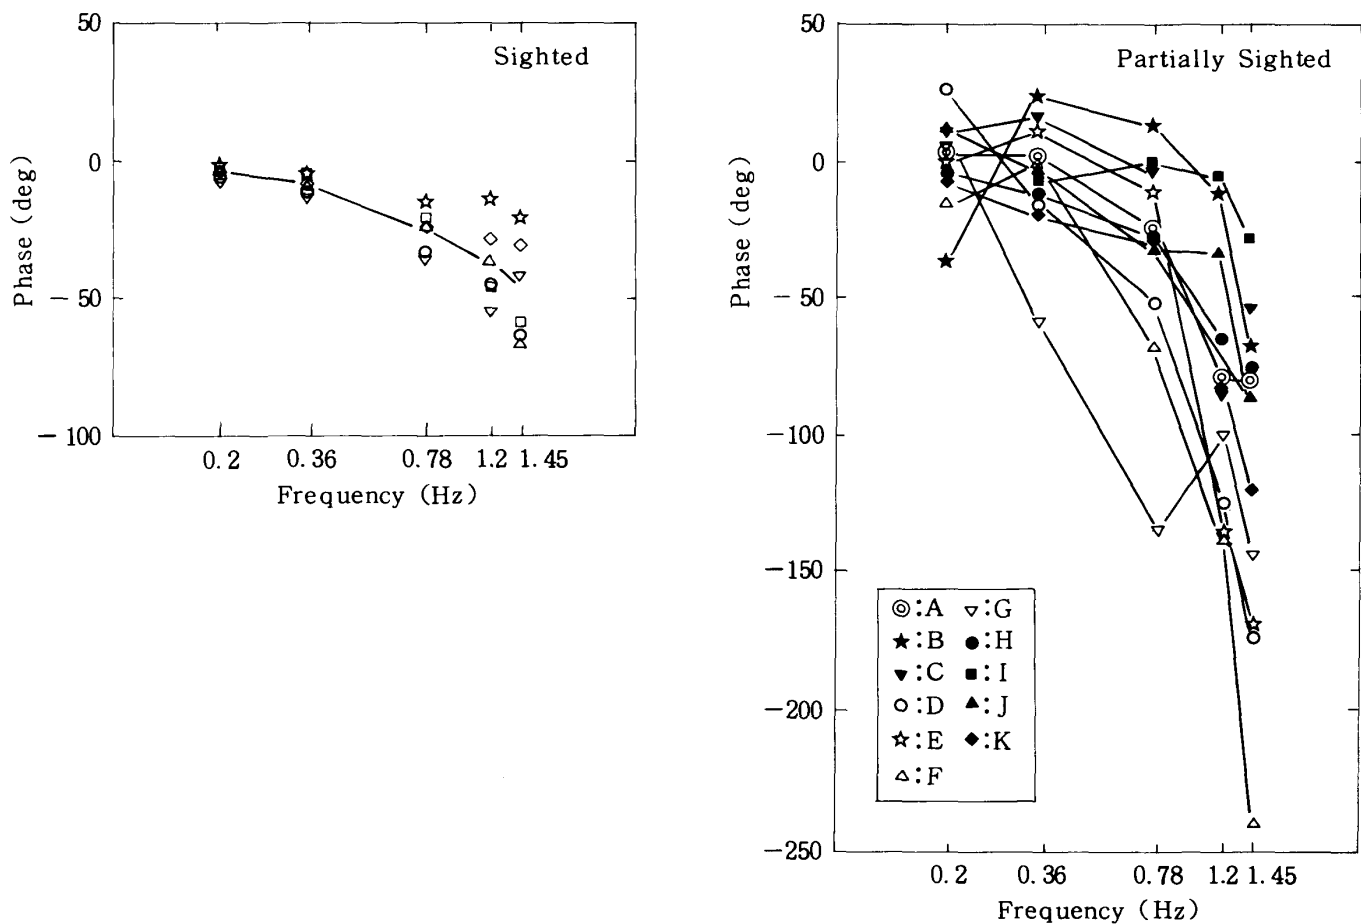 Sighted
50
0
−50
−100
Phase (deg)
0.2 0.36 0.78 1.2 1.45
Frequency (Hz)
Partially Sighted
50
0
−50
−100
−150
−200
−250
Phase (deg)
◎:A ▽:G
★:B ●:H
▼:C ■:I
○:D ▲:J
☆:E ◆:K
△:F
0.2 0.36 0.78 1.2 1.45
Frequency (Hz)